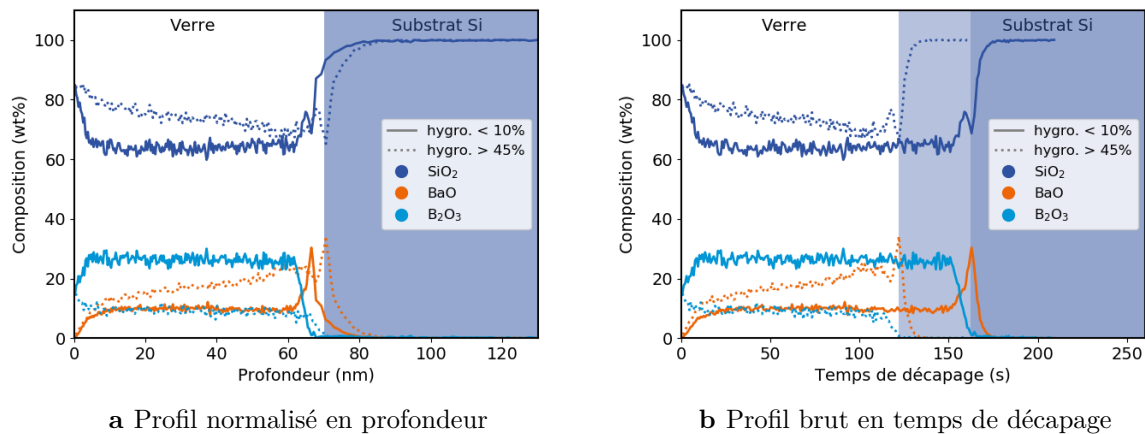 Verre
Substrat Si
100
80
60
40
20
0
Composition (wt%)
hygro. < 10%
hygro. > 45%
SiO₂
BaO
B₂O₃
0 20 40 60 80 100 120
Profondeur (nm)
a Profil normalisé en profondeur
Verre
Substrat Si
100
80
60
40
20
0
Composition (wt%)
hygro. < 10%
hygro. > 45%
SiO₂
BaO
B₂O₃
0 50 100 150 200 250
Temps de décapage (s)
b Profil brut en temps de décapage